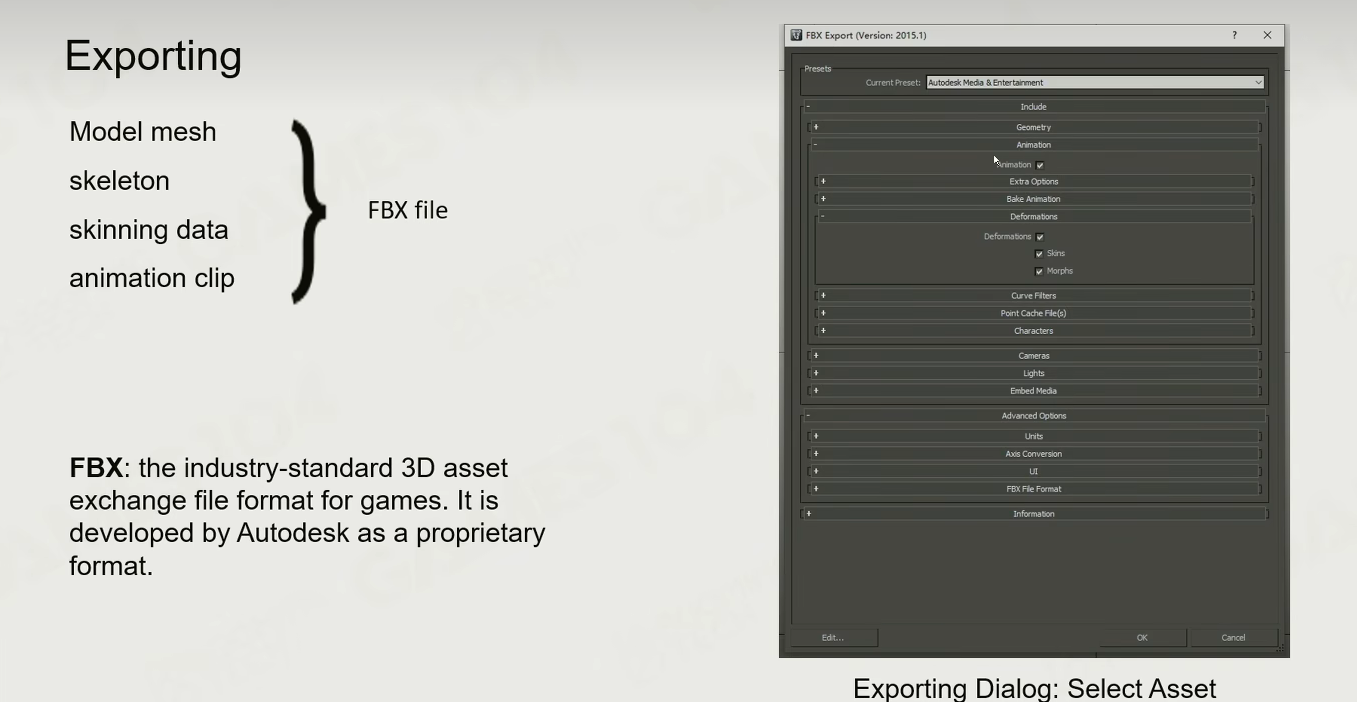 Exporting
Model mesh
skeleton
skinning data
animation clip
FBX file
FBX: the industry-standard 3D asset
exchange file format for games. It is
developed by Autodesk as a proprietary
format.
FBX Export (Version: 2015.1)
?
Presets
Current Preset: Autodesk Media & Entertainment
- Include
+ Geometry
- Animation
Animation
+ Extra Options
+ Bake Animation
- Deformations
Deformations
Skins
Morphs
+ Curve Filters
+ Point Cache File(s)
+ Characters
+ Cameras
+ Lights
+ Embed Media
- Advanced Options
+ Units
+ Axis Conversion
+ UI
+ FBX File Format
+ Information
Edit... OK Cancel
Exporting Dialog: Select Asset
GAMES104